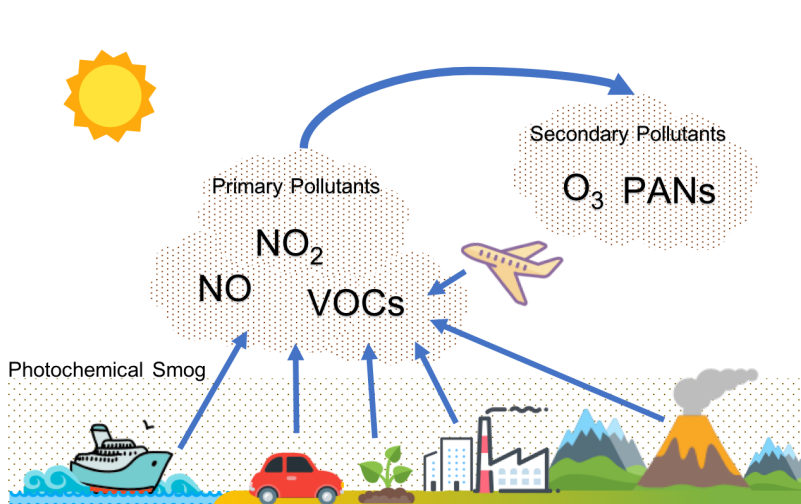 Secondary Pollutants
O₃ PANs
Primary Pollutants
NO₂
NO
VOCs
Photochemical Smog